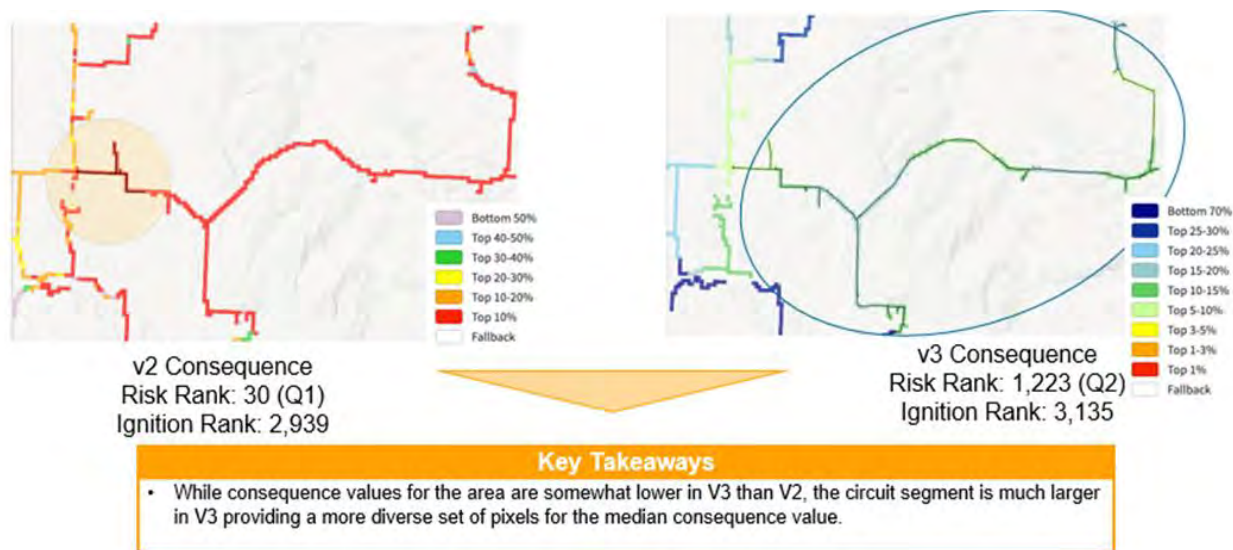 Bottom 50%
Top 40-50%
Top 30-40%
Top 20-30%
Top 10-20%
Top 10%
Fallback
Bottom 70%
Top 25-30%
Top 20-25%
Top 15-20%
Top 10-15%
Top 5-10%
Top 3-5%
Top 1-3%
Top 1%
Fallback
v2 Consequence
Risk Rank: 30 (Q1)
Ignition Rank: 2,939
v3 Consequence
Risk Rank: 1,223 (Q2)
Ignition Rank: 3,135
Key Takeaways
• While consequence values for the area are somewhat lower in V3 than V2, the circuit segment is much larger
in V3 providing a more diverse set of pixels for the median consequence value.